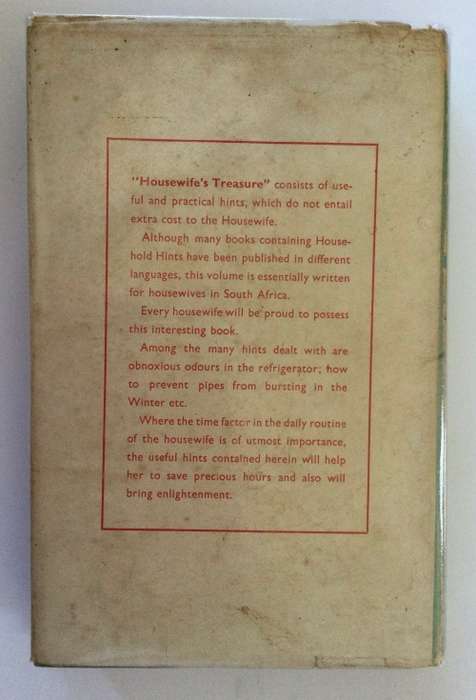 "Housewife's Treasure" consists of use-
ful and practical hints, which do not entail
extra cost to the Housewife.
Although many books containing House-
hold Hints have been published in different
languages, this volume is essentially written
for housewives in South Africa.
Every housewife will be proud to possess
this interesting book.
Among the many hints dealt with are
obnoxious odours in the refrigerator; how
to prevent pipes from bursting in the
Winter etc.
Where the time factor in the daily routine
of the housewife is of utmost importance,
the useful hints contained herein will help
her to save precious hours and also will
bring enlightenment.